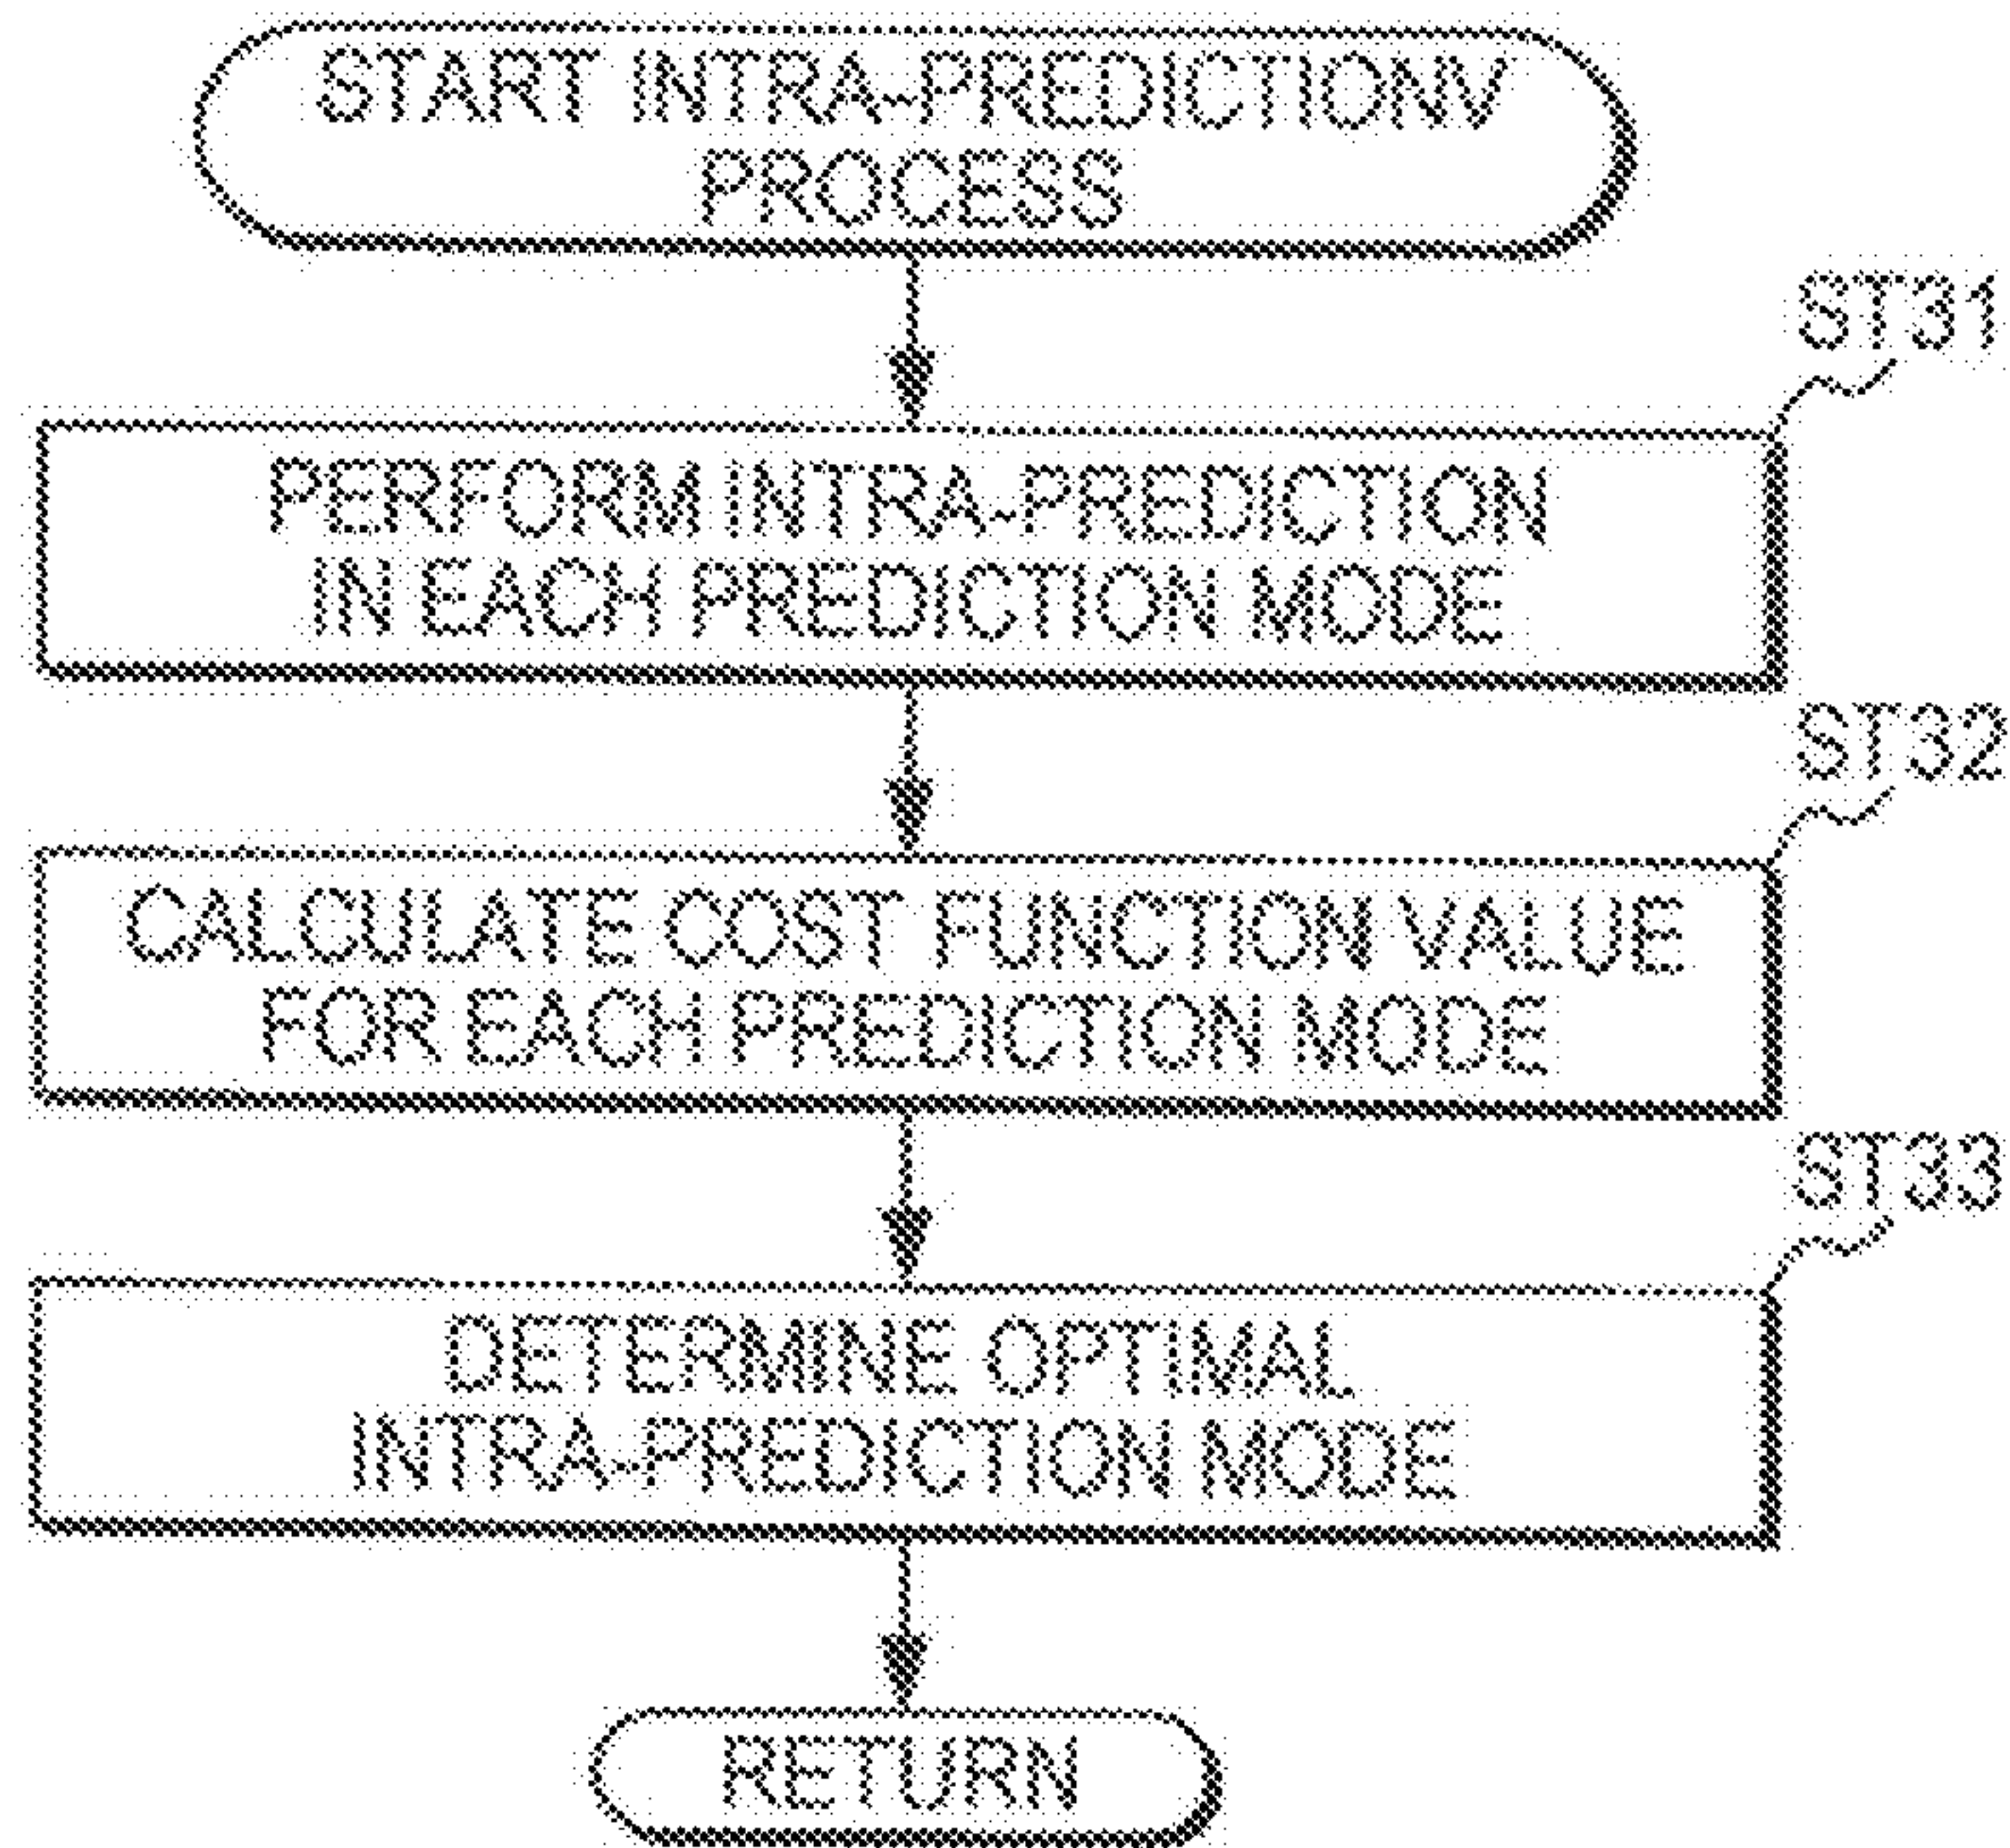 START INTRA-PREDICTIONV
PROCESS
ST31
PERFORM INTRA-PREDICTION
IN EACH PREDICTION MODE
ST32
CALCULATE COST FUNCTION VALUE
FOR EACH PREDICTION MODE
ST33
DETERMINE OPTIMAL
INTRA-PREDICTION MODE
RETURN